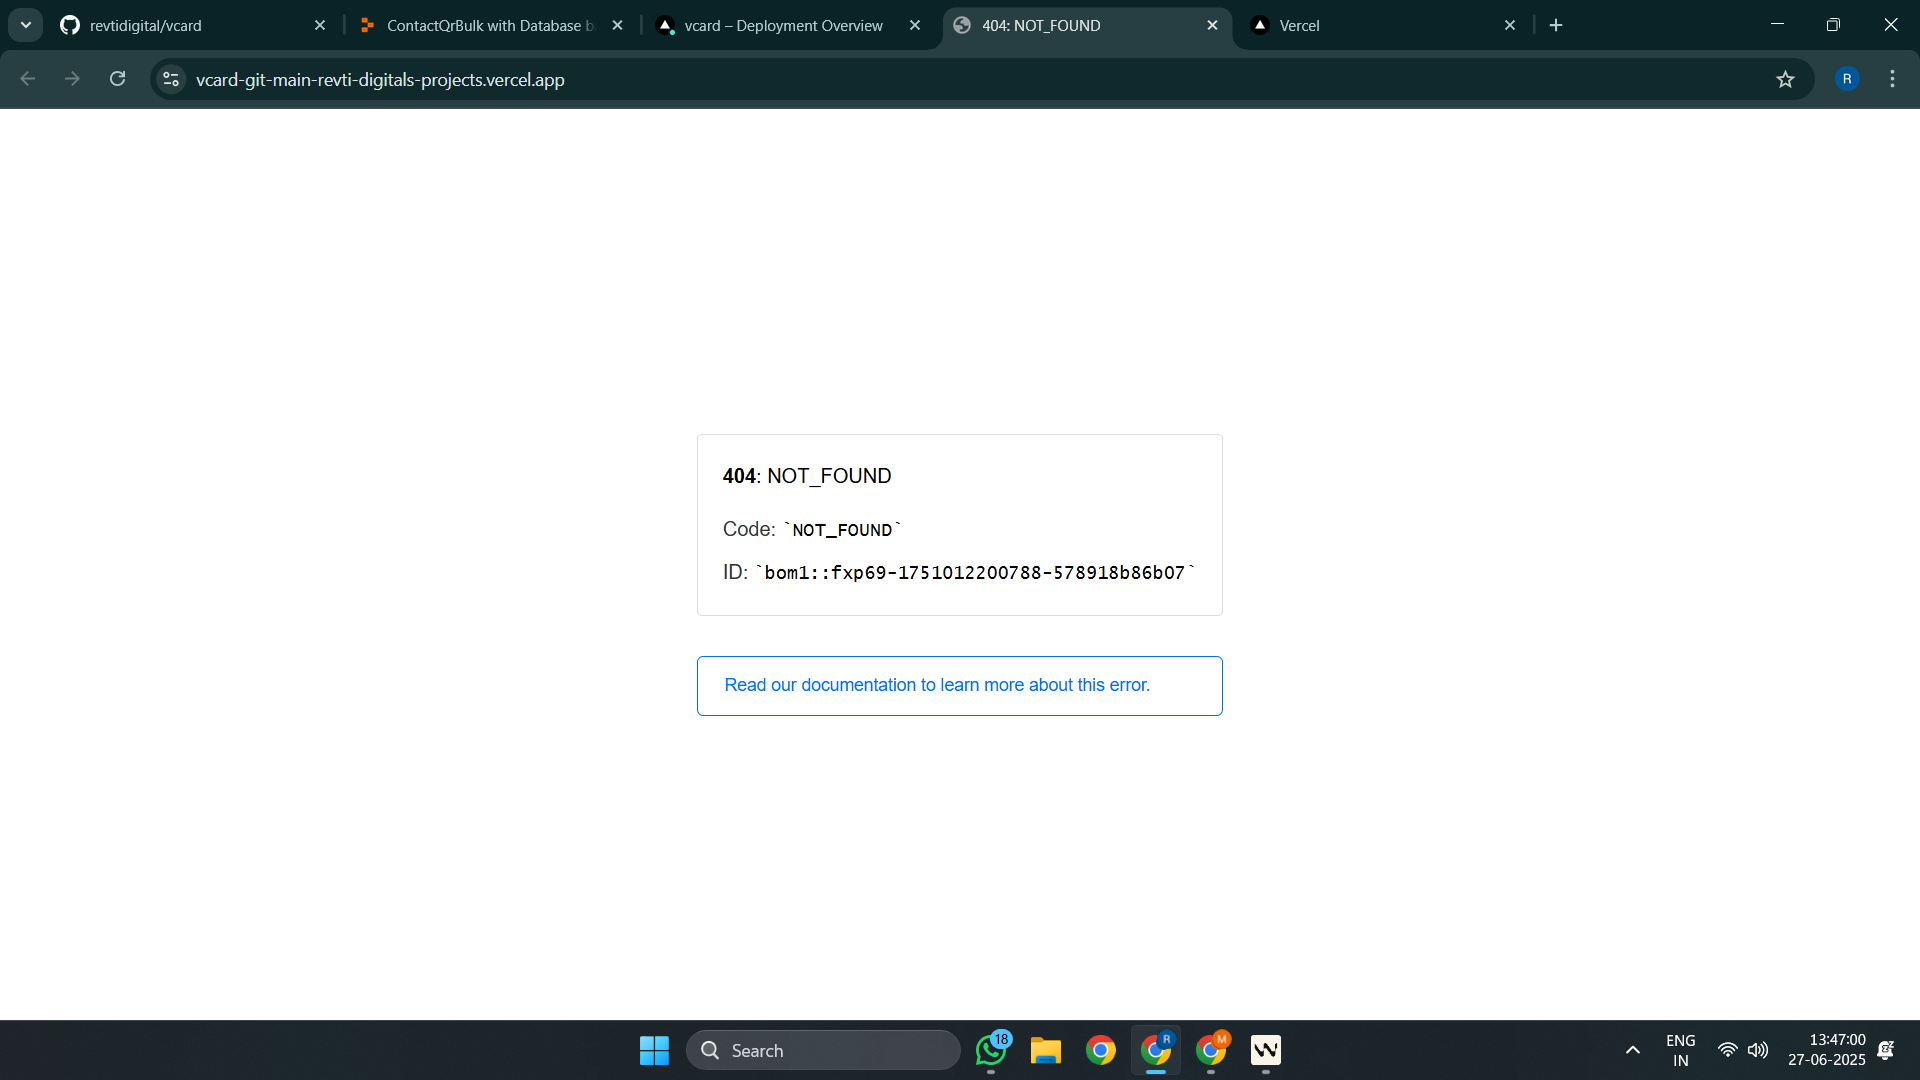 revtidigital/vcard
ContactQrBulk with Database b
vcard – Deployment Overview
404: NOT_FOUND
Vercel
vcard-git-main-revti-digitals-projects.vercel.app
R
404: NOT_FOUND
Code: `NOT_FOUND`
ID: `bom1::fxp69-1751012200788-578918b86b07`
Read our documentation to learn more about this error.
Search
18
R
M
ENG
IN
13:47:00
27-06-2025